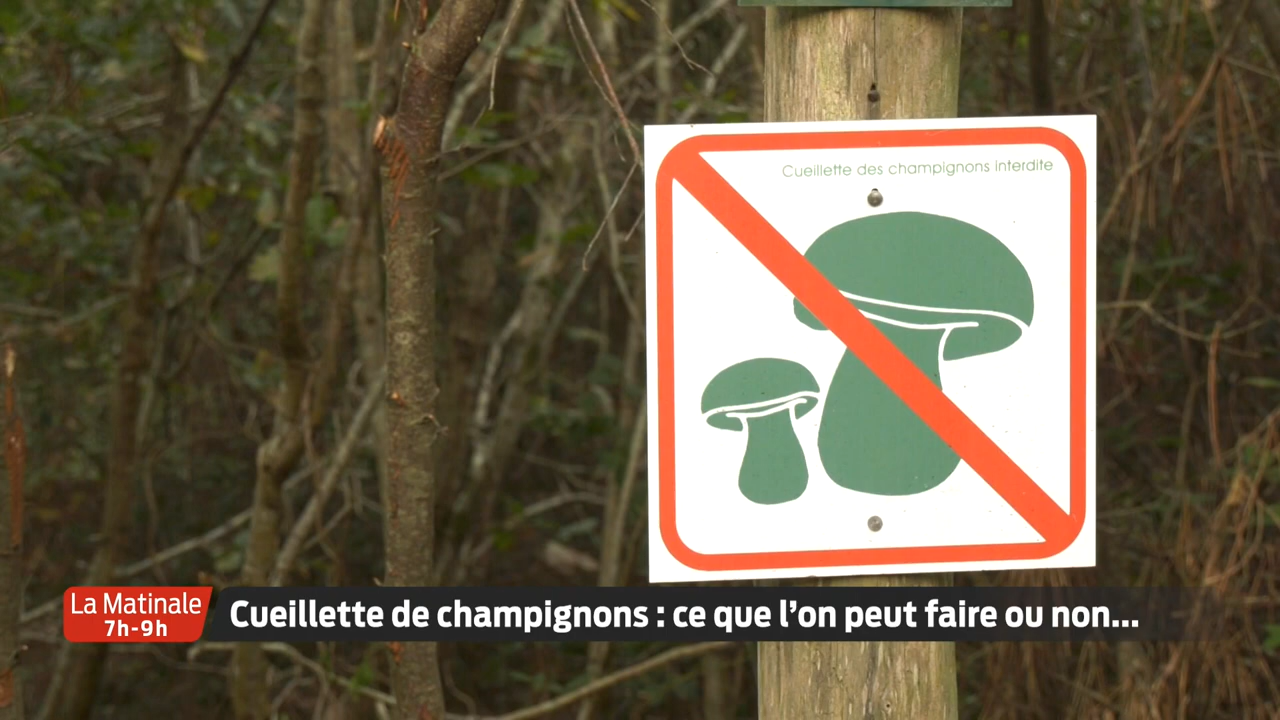 Cueillette des champignons interdite
La Matinale
7h-9h
Cueillette de champignons : ce que l'on peut faire ou non...